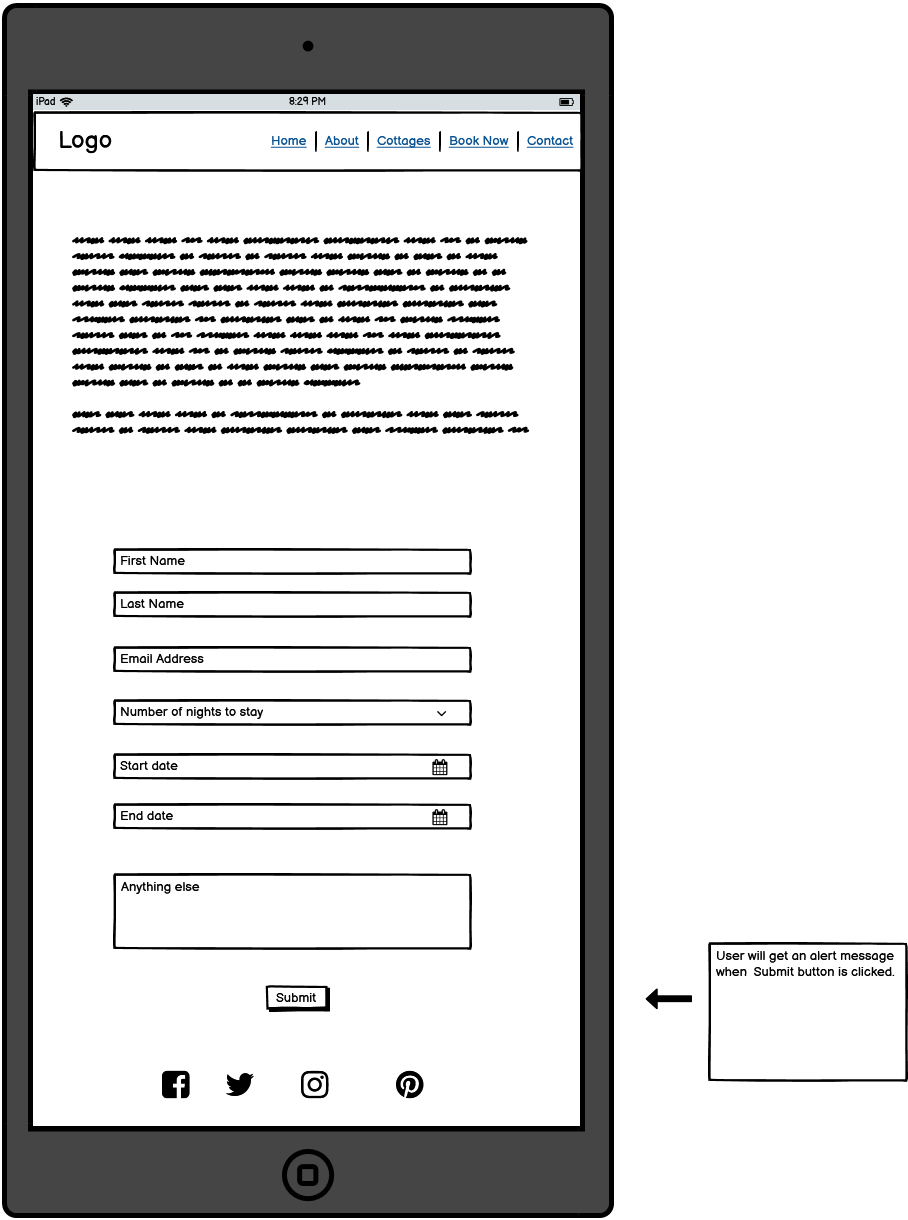 iPad
8:29 PM
Logo
Home
About
Cottages
Book Now
Contact
First Name
Last Name
Email Address
Number of nights to stay
Start date
End date
Anything else
User will get an alert message
when Submit button is clicked.
Submit